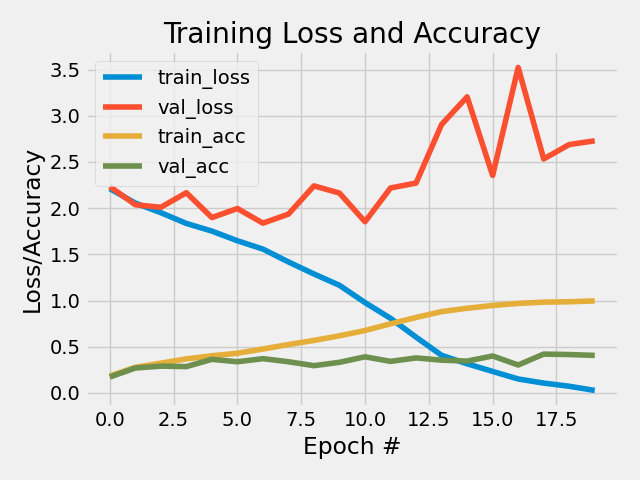 Training Loss and Accuracy
train_loss
val_loss
train_acc
val_acc
Loss/Accuracy
3.5
3.0
2.5
2.0
1.5
1.0
0.5
0.0
0.0 2.5 5.0 7.5 10.0 12.5 15.0 17.5
Epoch #